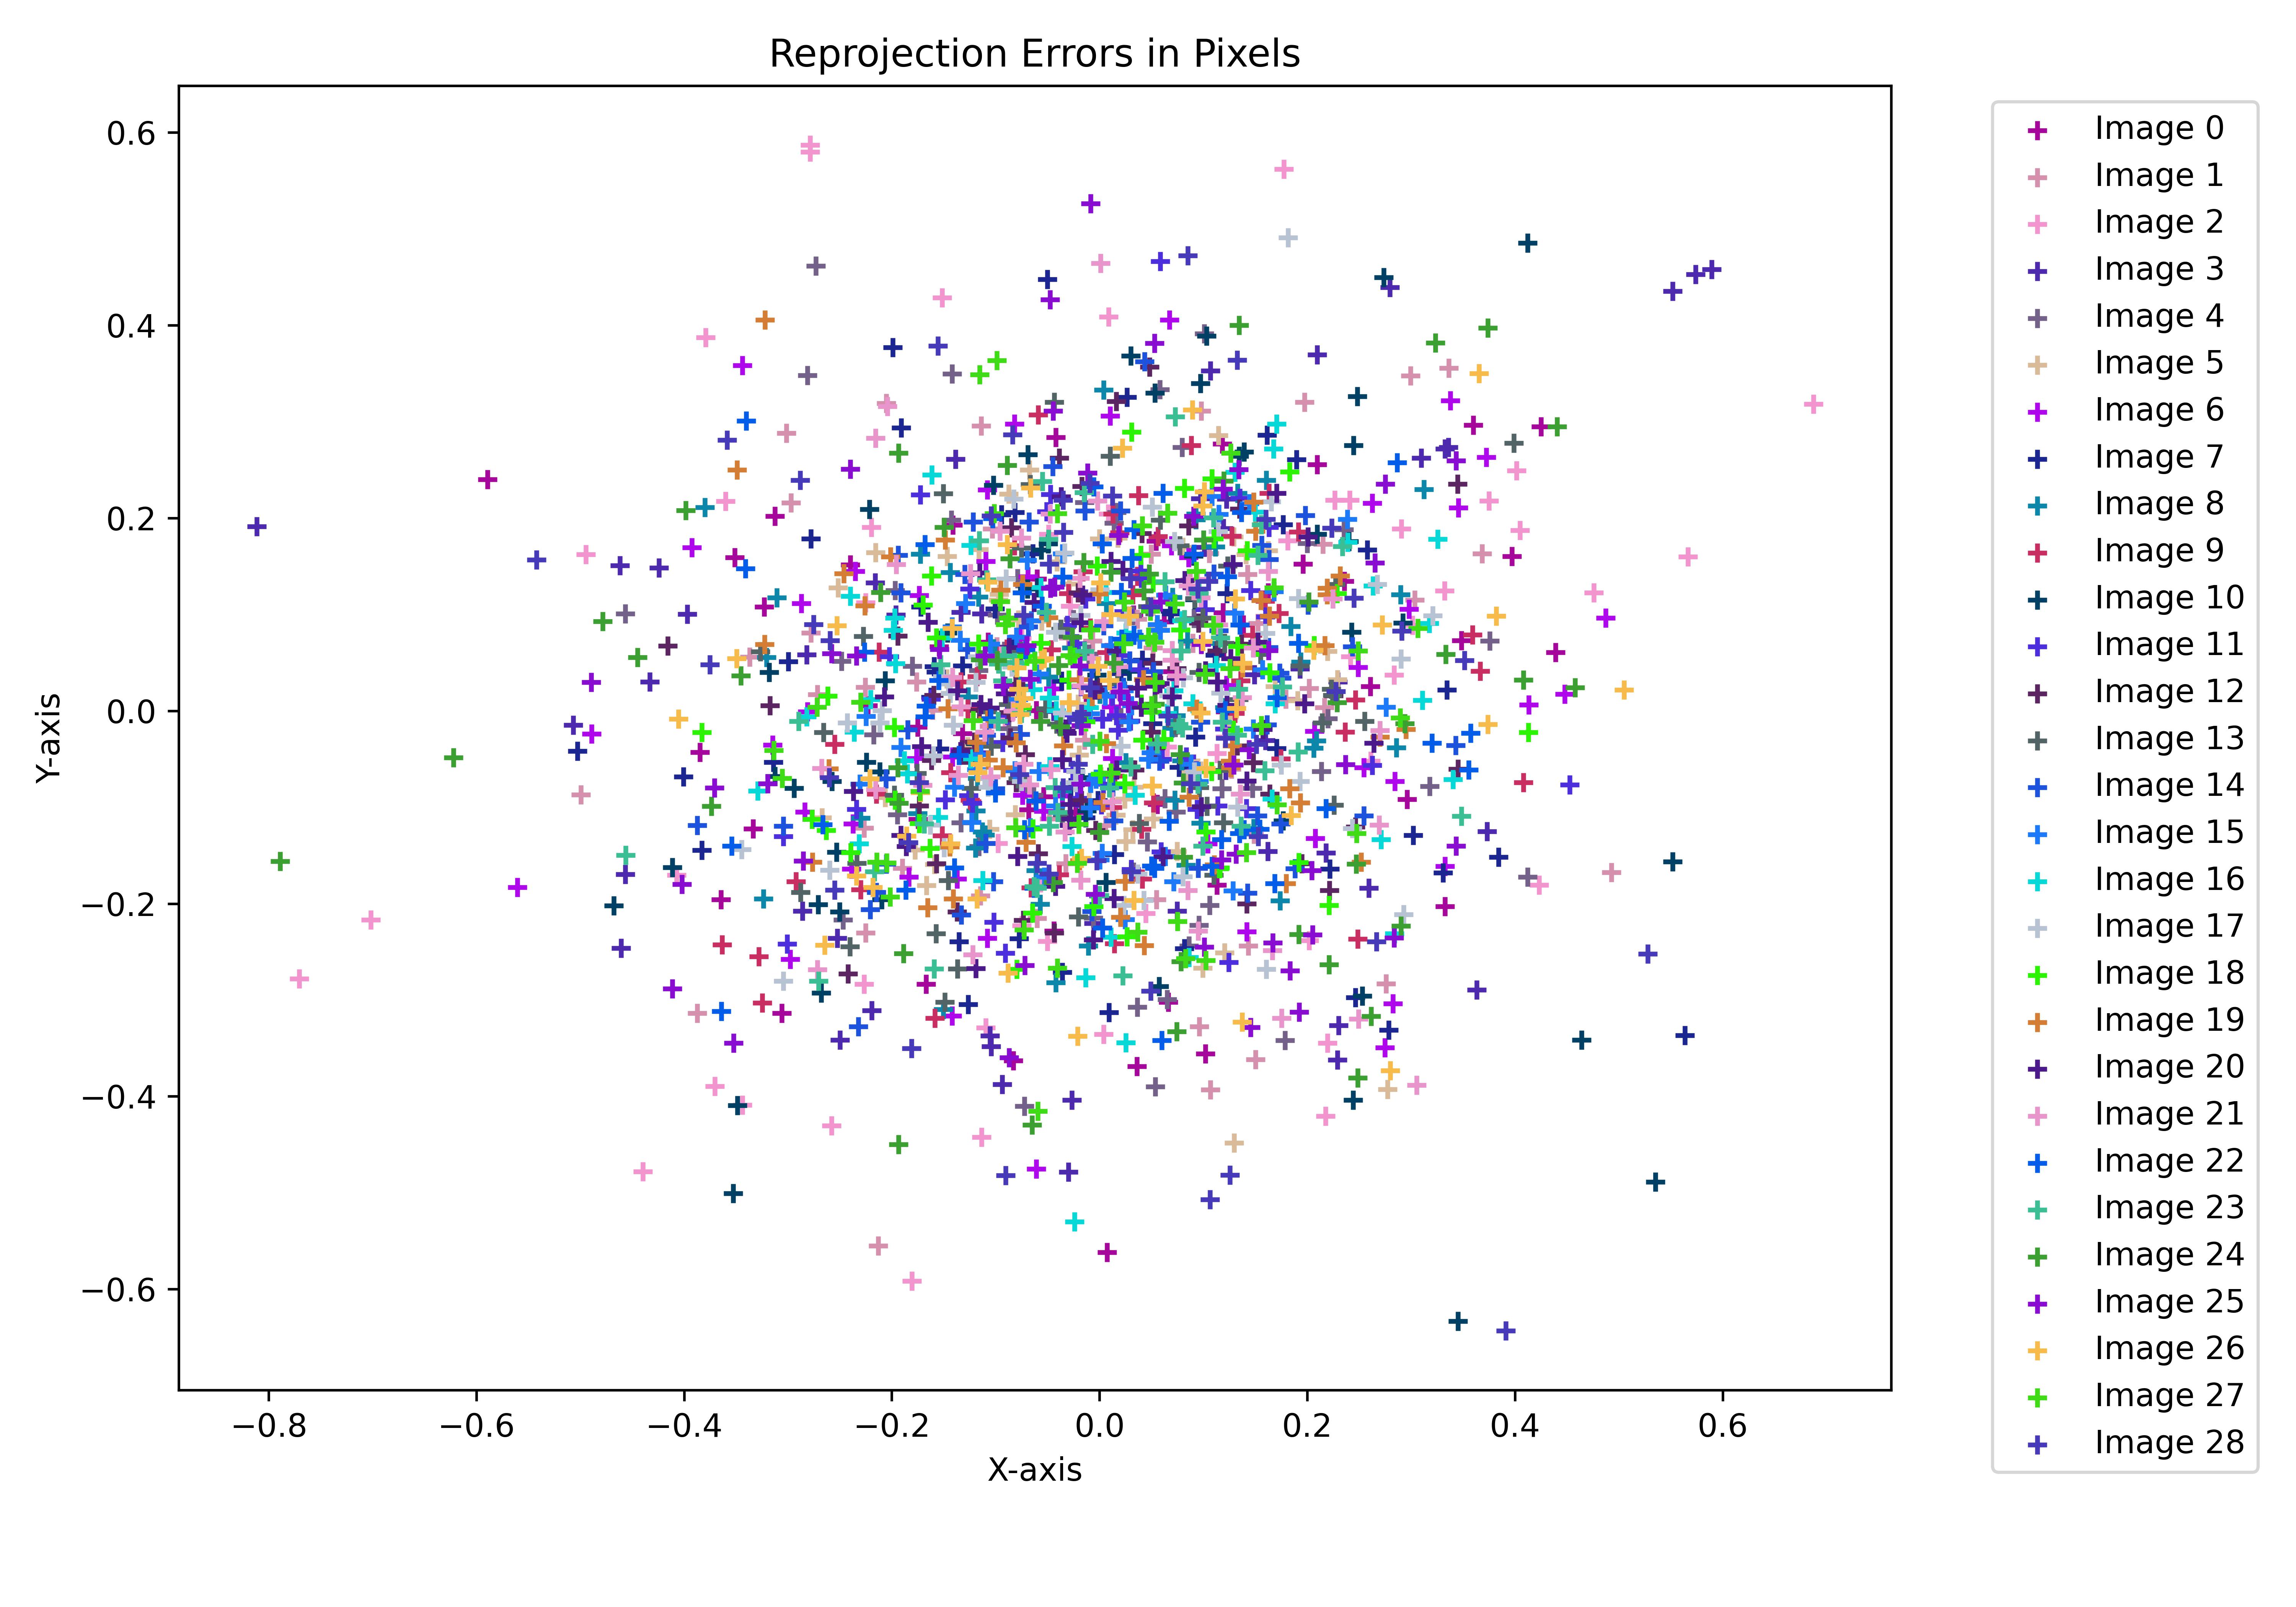 Reprojection Errors in Pixels
0.6
0.4
0.2
0.0
−0.2
−0.4
−0.6
Y-axis
−0.8 −0.6 −0.4 −0.2 0.0 0.2 0.4 0.6
X-axis
Image 0
Image 1
Image 2
Image 3
Image 4
Image 5
Image 6
Image 7
Image 8
Image 9
Image 10
Image 11
Image 12
Image 13
Image 14
Image 15
Image 16
Image 17
Image 18
Image 19
Image 20
Image 21
Image 22
Image 23
Image 24
Image 25
Image 26
Image 27
Image 28